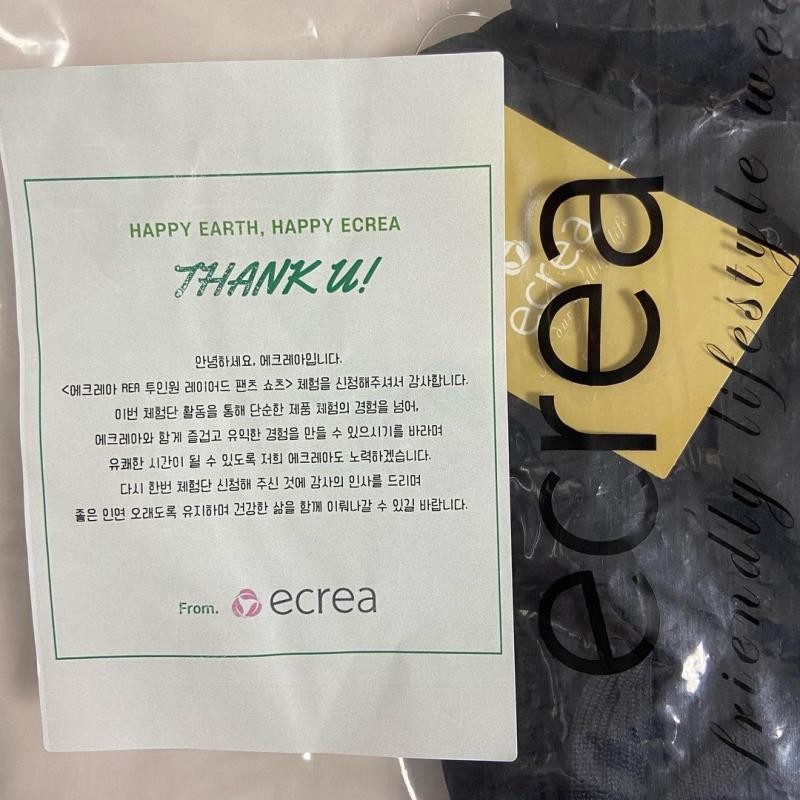 HAPPY EARTH, HAPPY ECREA
THANK U!
안녕하세요, 에크레아입니다.
<에크레아 RER 투인원 레이어드 팬츠 쇼츠> 체험을 신청해주셔서 감사합니다.
이번 체험단 활동을 통해 단순한 제품 체험의 경험을 넘어,
에크레아와 함게 즐겁고 유익한 경험을 만들 수 있으시기를 바라며
유쾌한 시간이 될 수 있도록 저희 에크레아도 노력하겠습니다.
다시 한번 체험단 신청해 주신 것에 감사의 인사를 드리며
좋은 인연 오래도록 유지하며 건강한 삶을 함께 이뤄나갈 수 있길 바랍니다.
From. ecrea
ecrea
ecrea
friendly lifestyle